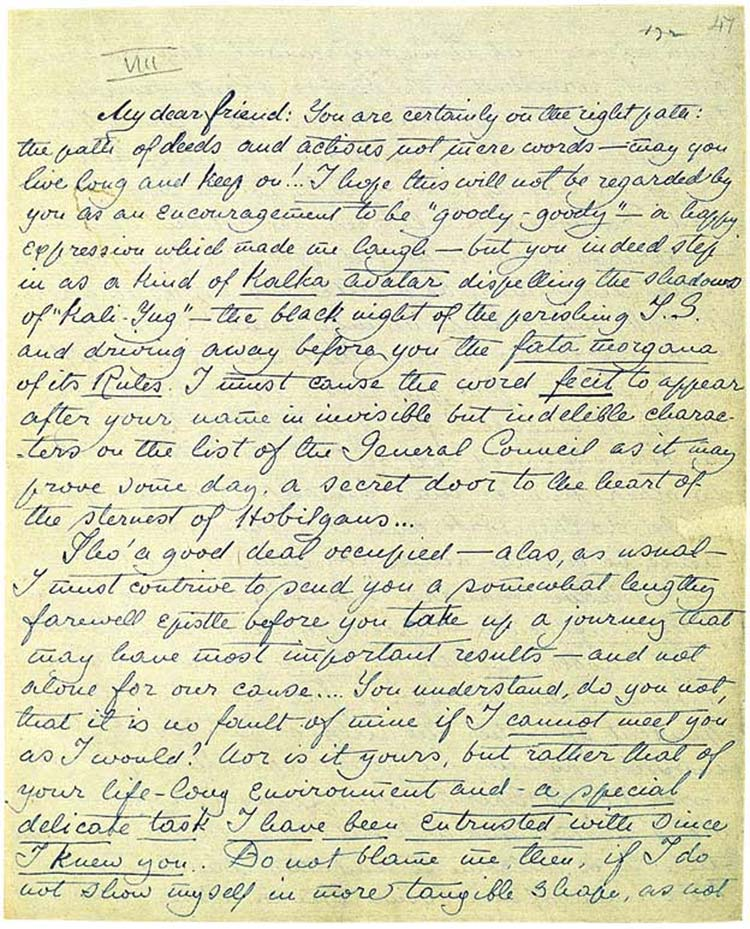 47
VIII
My dear friend: You are certainly on the right path:
the path of deeds and actions, not mere words — may you
live long and keep on!... I hope this will not be regarded by
you as an encouragement to be "goody-goody" — a happy
expression which made me laugh — but you indeed step
in as a kind of Kalka avatar dispelling the shadows
of "Kali-Yug" — the black night of the perishing T.S.
and driving away before you the fata morgana
of its Rules. I must cause the word fecit to appear
after your name in invisible but indelible charac-
-ters on the list of the General Council as it may
prove some day, a secret door to the heart of
the sternest of Hobilgans...
Tho' a good deal occupied — alas, as usual —
I must contrive to send you a somewhat lengthy
farewell epistle before you take up a journey that
may have most important results — and not
alone for our cause.... You understand, do you not,
that it is no fault of mine if I cannot meet you
as I would? Nor is it yours, but rather that of
your life-long environment and - a special
delicate task I have been entrusted with since
I knew you. Do not blame me then, if I do
not show myself in more tangible shape, as not